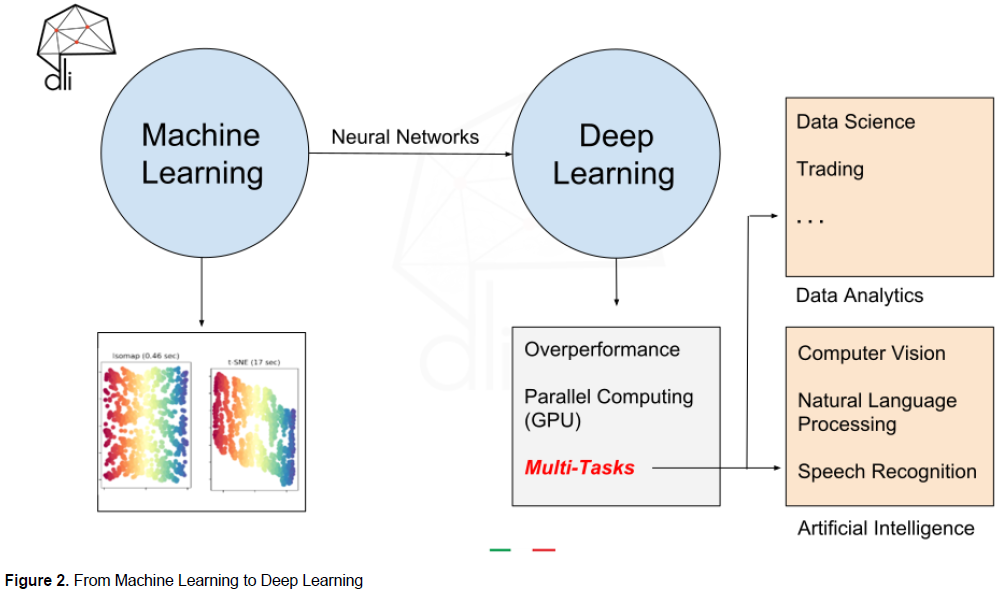 dli
Machine
Learning
Neural Networks
Deep
Learning
Data Science
Trading
. . .
Data Analytics
Isomap (0.46 sec)
t-SNE (17 sec)
Overperformance
Parallel Computing
(GPU)
Multi-Tasks
Computer Vision
Natural Language
Processing
Speech Recognition
Artificial Intelligence
dli
Figure 2. From Machine Learning to Deep Learning